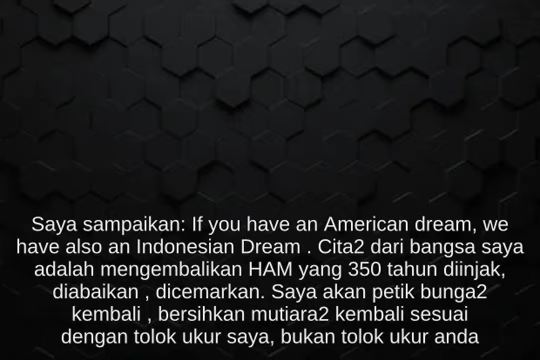 Saya sampaikan: If you have an American dream, we
have also an Indonesian Dream . Cita2 dari bangsa saya
adalah mengembalikan HAM yang 350 tahun diinjak,
diabaikan , dicemarkan. Saya akan petik bunga2
kembali , bersihkan mutiara2 kembali sesuai
dengan tolok ukur saya, bukan tolok ukur anda